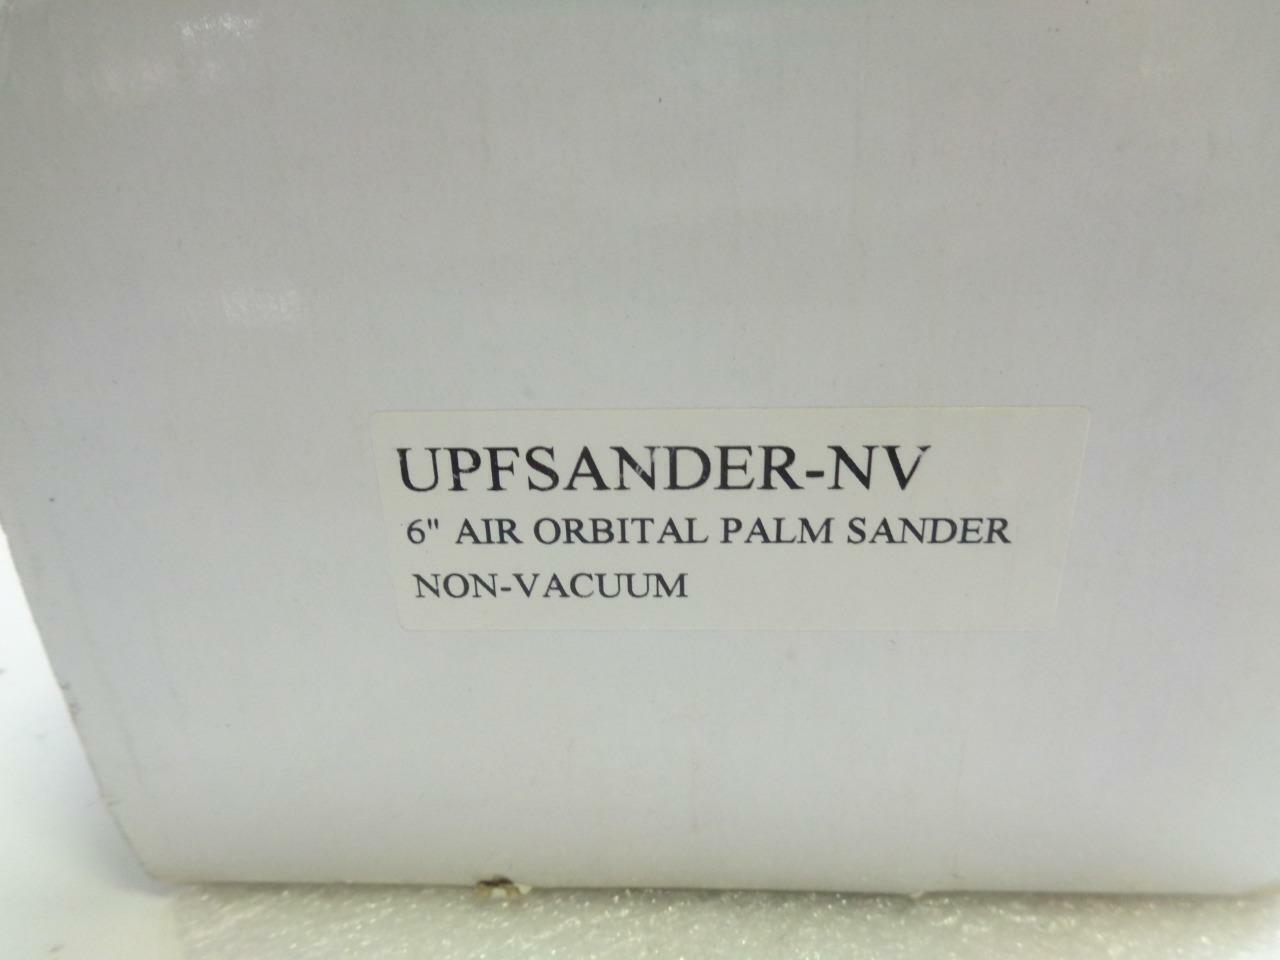 UPFSANDER-NV
6" AIR ORBITAL PALM SANDER
NON-VACUUM